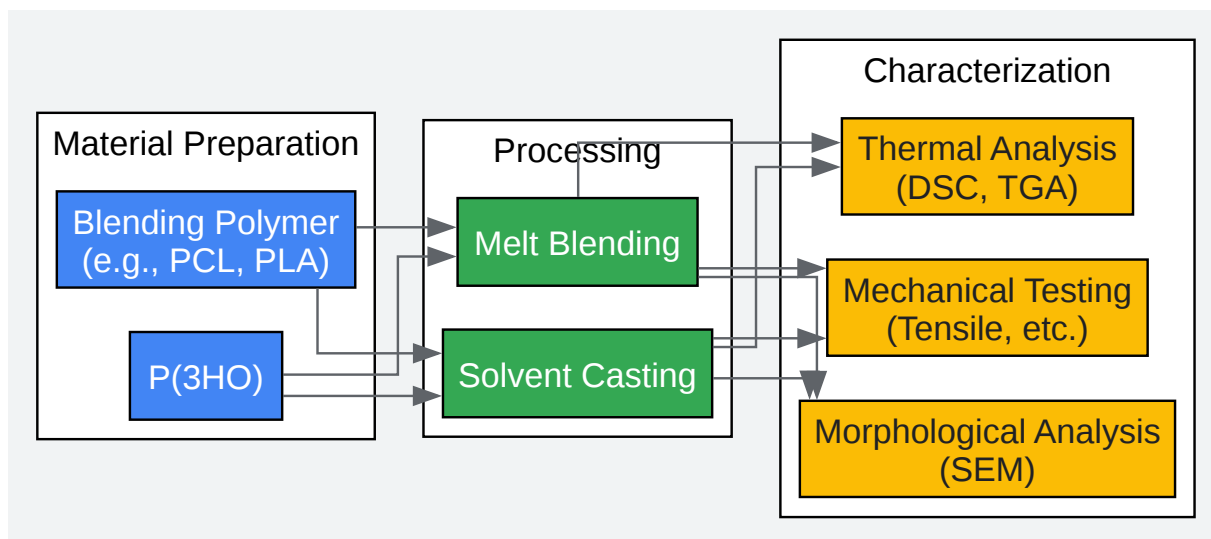 Material Preparation
Blending Polymer
(e.g., PCL, PLA)
P(3HO)
Processing
Melt Blending
Solvent Casting
Characterization
Thermal Analysis
(DSC, TGA)
Mechanical Testing
(Tensile, etc.)
Morphological Analysis
(SEM)